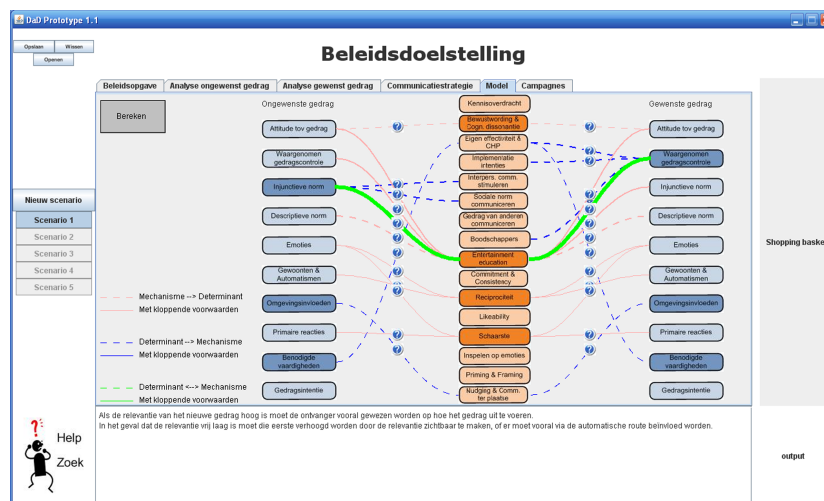 DaD Prototype 1.1
Opslaan
Wissen
Openen
Beleidsdoelstelling
Beleidsopgave
Analyse ongewenst gedrag
Analyse gewenst gedrag
Communicatiestrategie
Model
Campagnes
Bereken
Ongewenste gedrag
Attitude tov gedrag
Waargenomen
gedragscontrole
Injunctieve norm
Descriptieve norm
Emoties
Gewoonten &
Automatismen
Omgevingsinvloeden
Primaire reacties
Benodigde
vaardigheden
Gedragsintentie
Kennisoverdracht
Bewustwording &
Cogn. dissonantie
Eigen effectiviteit &
CHP
Implementatie
intenties
Interpers. comm.
stimuleren
Sociale norm
communiceren
Gedrag van anderen
communiceren
Boodschappers
Entertainment
education
Commitment &
Consistency
Reciprociteit
Likeability
Schaarste
Inspelen op emoties
Priming & Framing
Nudging & Comm.
ter plaatse
Gewenste gedrag
Attitude tov gedrag
Waargenomen
gedragscontrole
Injunctieve norm
Descriptieve norm
Emoties
Gewoonten &
Automatismen
Omgevingsinvloeden
Primaire reacties
Benodigde
vaardigheden
Gedragsintentie
Mechanisme --> Determinant
Met kloppende voorwaarden
Determinant --> Mechanisme
Met kloppende voorwaarden
Determinant <--> Mechanisme
Met kloppende voorwaarden
Nieuw scenario
Scenario 1
Scenario 2
Scenario 3
Scenario 4
Scenario 5
Shopping baske
Als de relevantie van het nieuwe gedrag hoog is moet de ontvanger vooral gewezen worden op hoe het gedrag uit te voeren.
In het geval dat de relevantie vrij laag is moet die eerste verhoogd worden door de relevantie zichtbaar te maken, of er moet vooral via de automatische route beïnvloed worden.
Help
Zoek
output